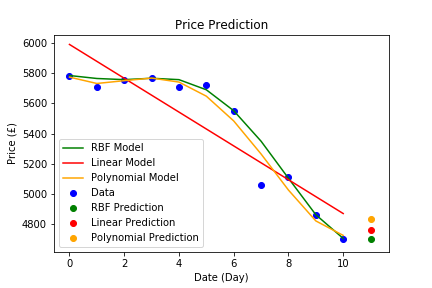 Price Prediction
6000
5800
5600
5400
5200
5000
4800
Price (£)
RBF Model
Linear Model
Polynomial Model
Data
RBF Prediction
Linear Prediction
Polynomial Prediction
0 2 4 6 8 10
Date (Day)